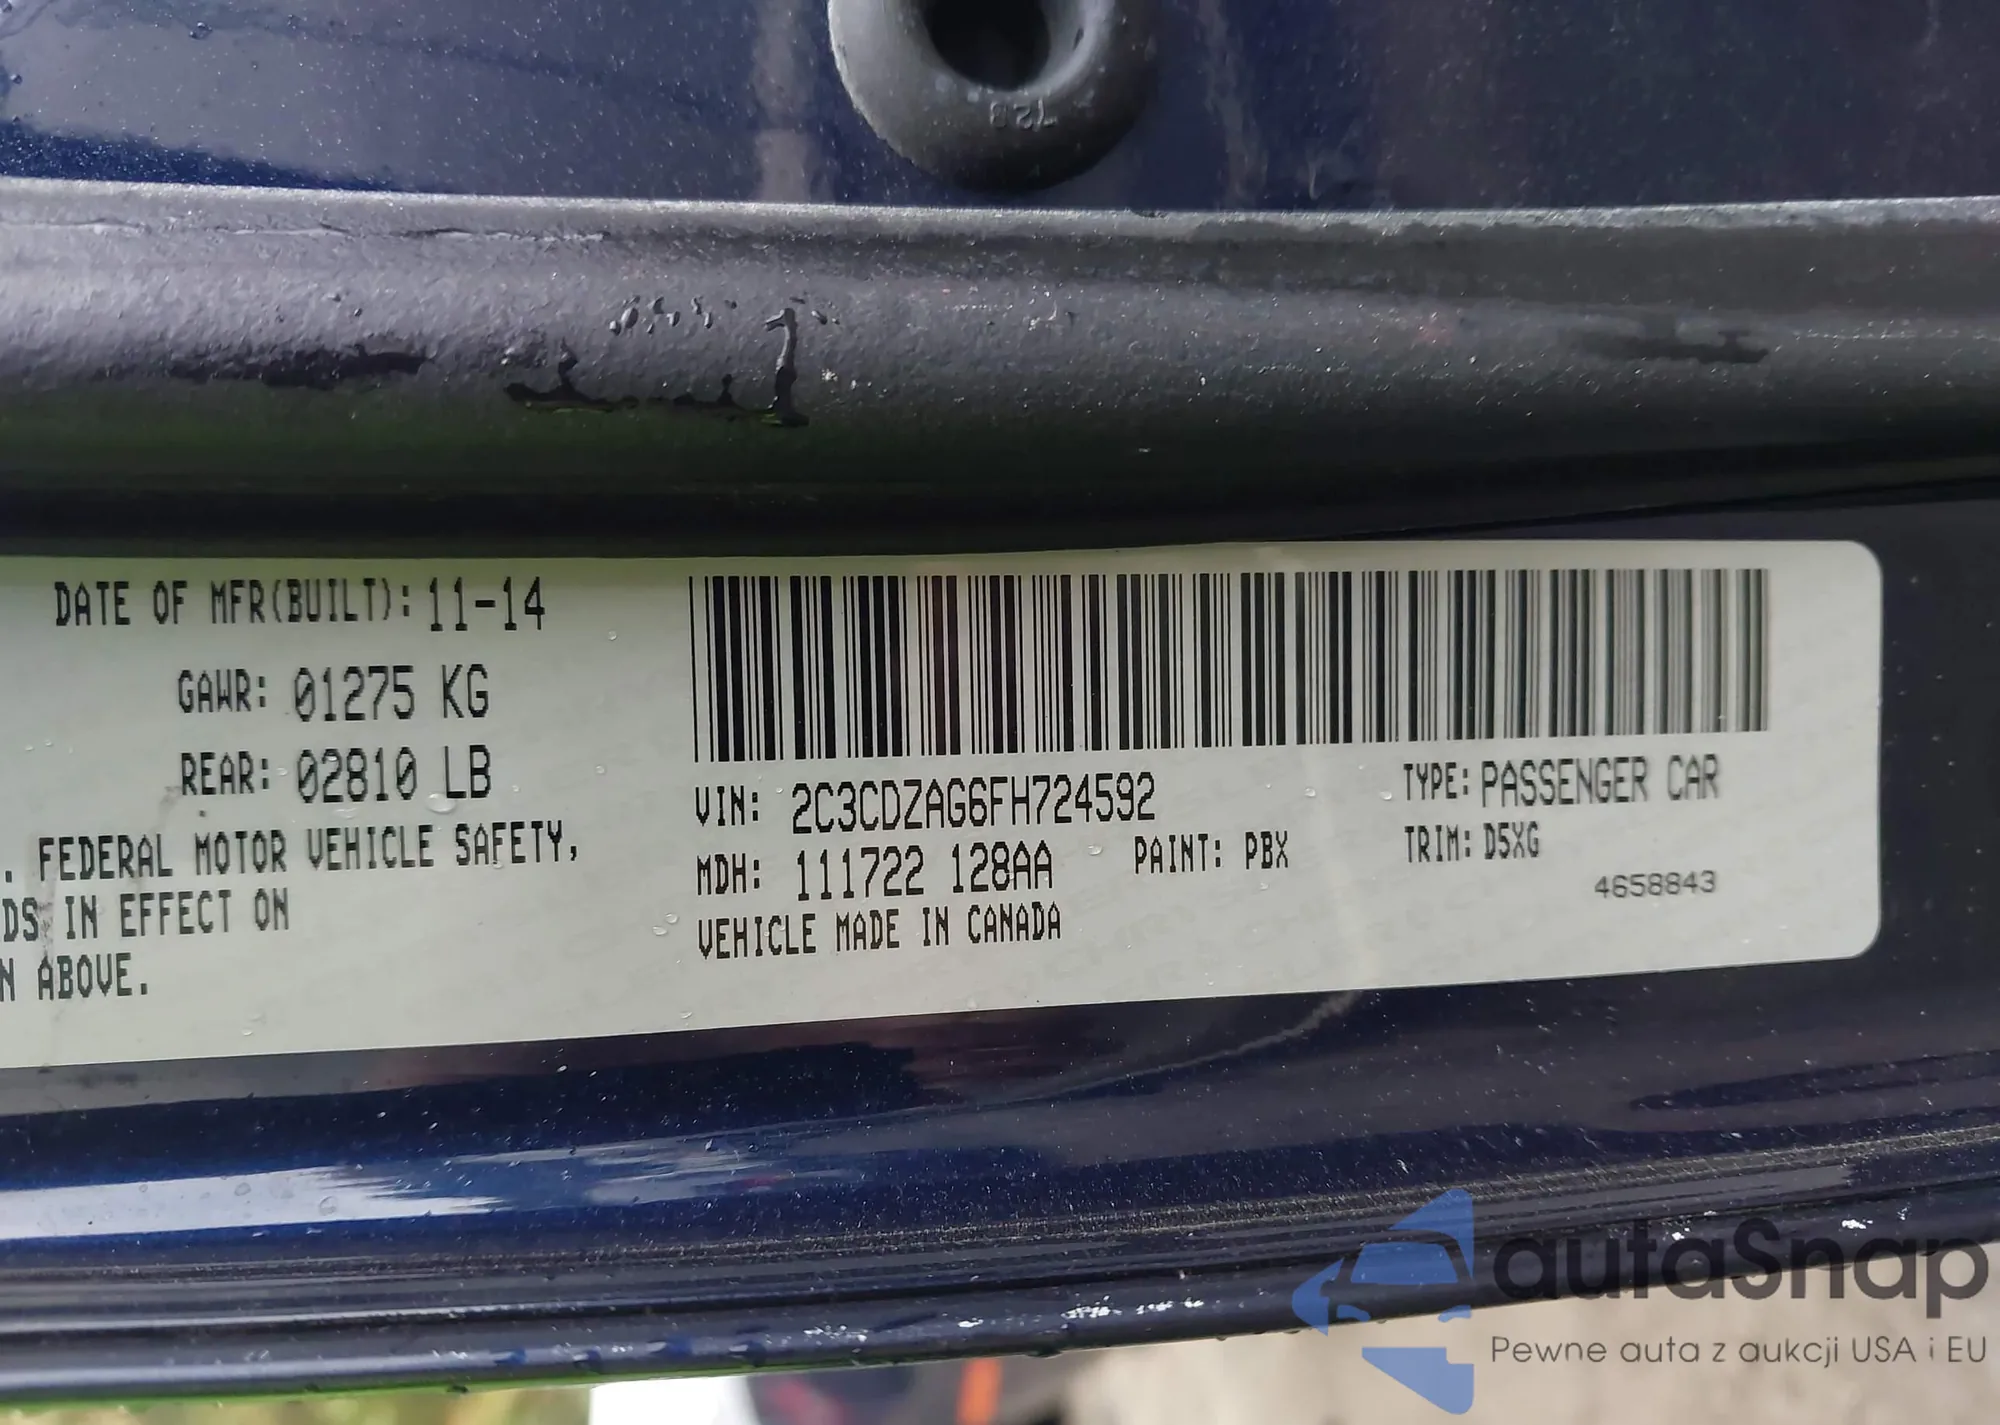 DATE OF MFR(BUILT): 11-14
GAWR: 01275 KG
REAR: 02810 LB
. FEDERAL MOTOR VEHICLE SAFETY,
DS IN EFFECT ON
N ABOVE.
VIN: 2C3CDZAG6FH724592
MDH: 111722 128AA
PAINT: PBX
VEHICLE MADE IN CANADA
TYPE: PASSENGER CAR
TRIM: D5XG
4658843
autaSnap
Pewne auta z aukcji USA i EU